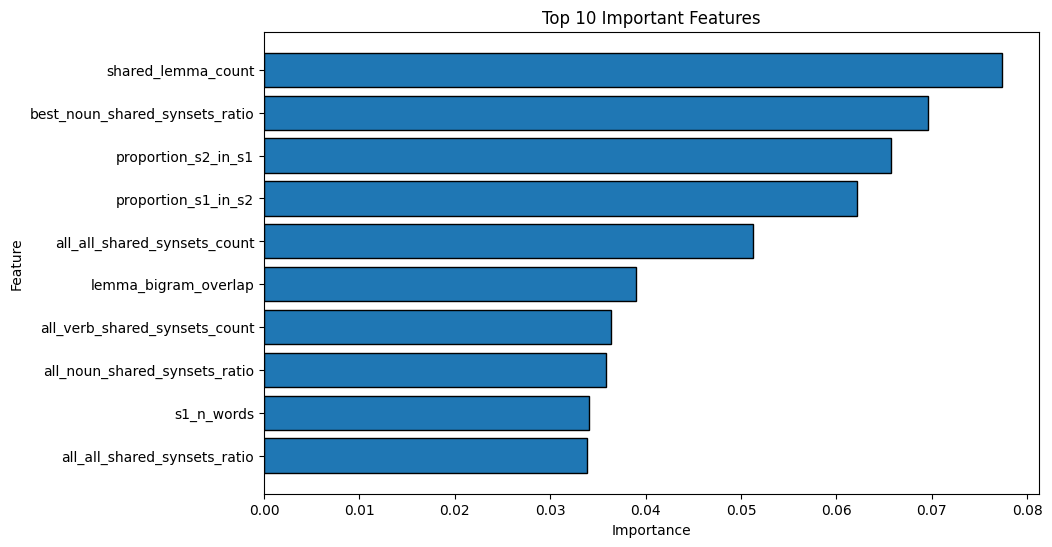 Top 10 Important Features
Feature
shared_lemma_count
best_noun_shared_synsets_ratio
proportion_s2_in_s1
proportion_s1_in_s2
all_all_shared_synsets_count
lemma_bigram_overlap
all_verb_shared_synsets_count
all_noun_shared_synsets_ratio
s1_n_words
all_all_shared_synsets_ratio
0.00 0.01 0.02 0.03 0.04 0.05 0.06 0.07 0.08
Importance